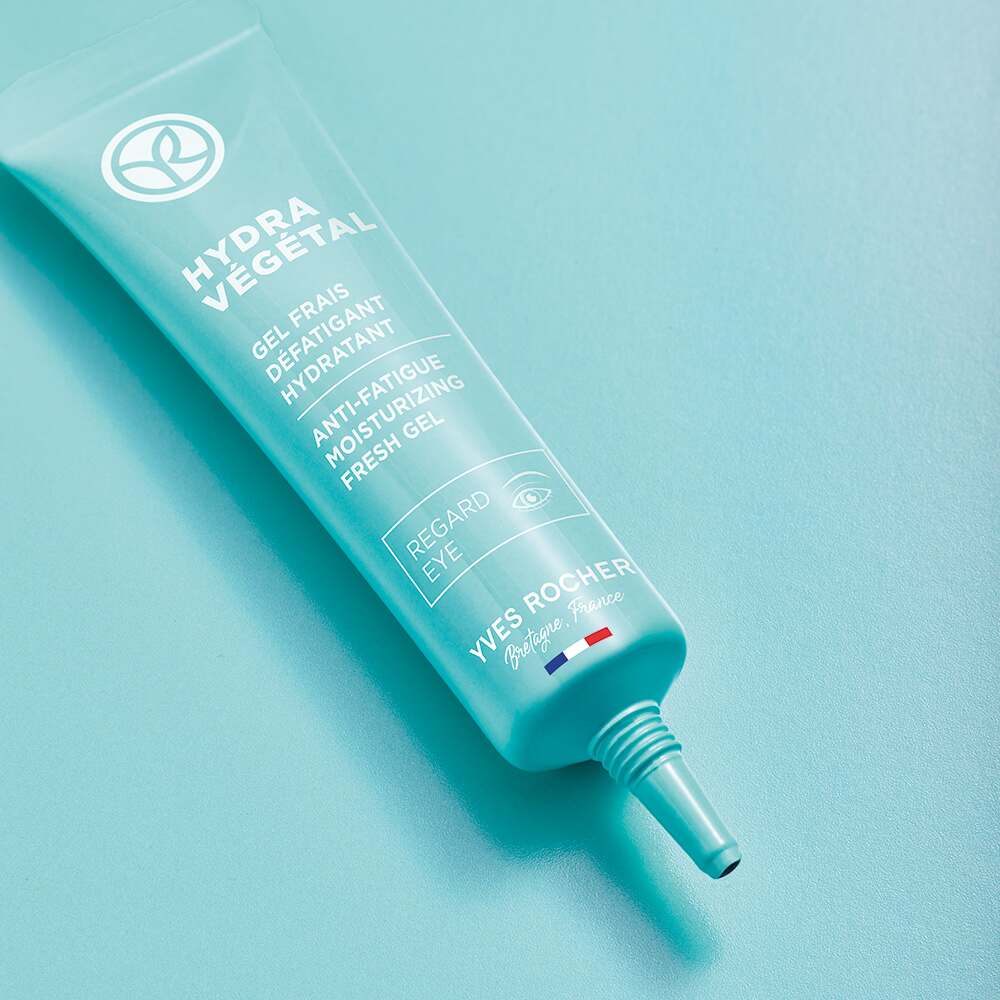 HYDRA
VÉGÉTAL
GEL FRAIS
DÉFATIGANT
HYDRATANT
ANTI-FATIGUE
MOISTURIZING
FRESH GEL
REGARD
EYE
YVES ROCHER
Bretagne, France